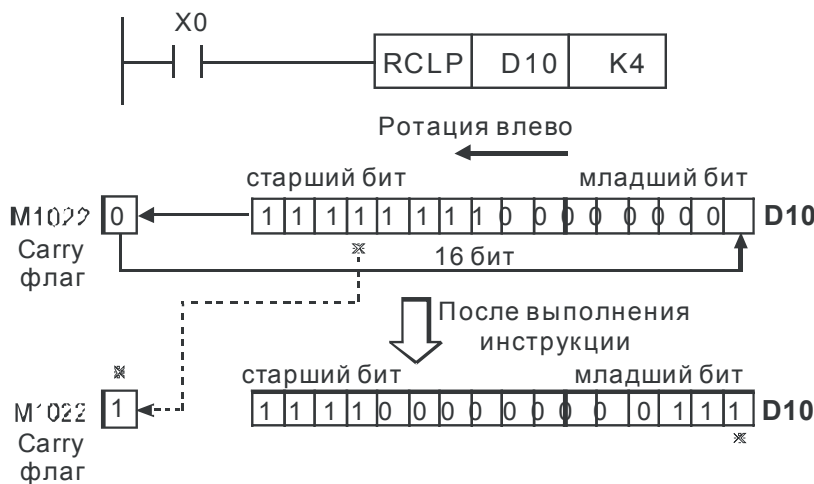 X0
RCLP D10 K4
Ротация влево
старший бит младший бит
M1022 0 1 1 1 1 1 1 1 1 0 0 0 0 0 0 0 0 D10
Carry
флаг
※
16 бит
После выполнения
инструкции
※
старший бит младший бит
M1022 1 1 1 1 1 0 0 0 0 0 0 0 0 0 1 1 1 D10
Carry
флаг
※